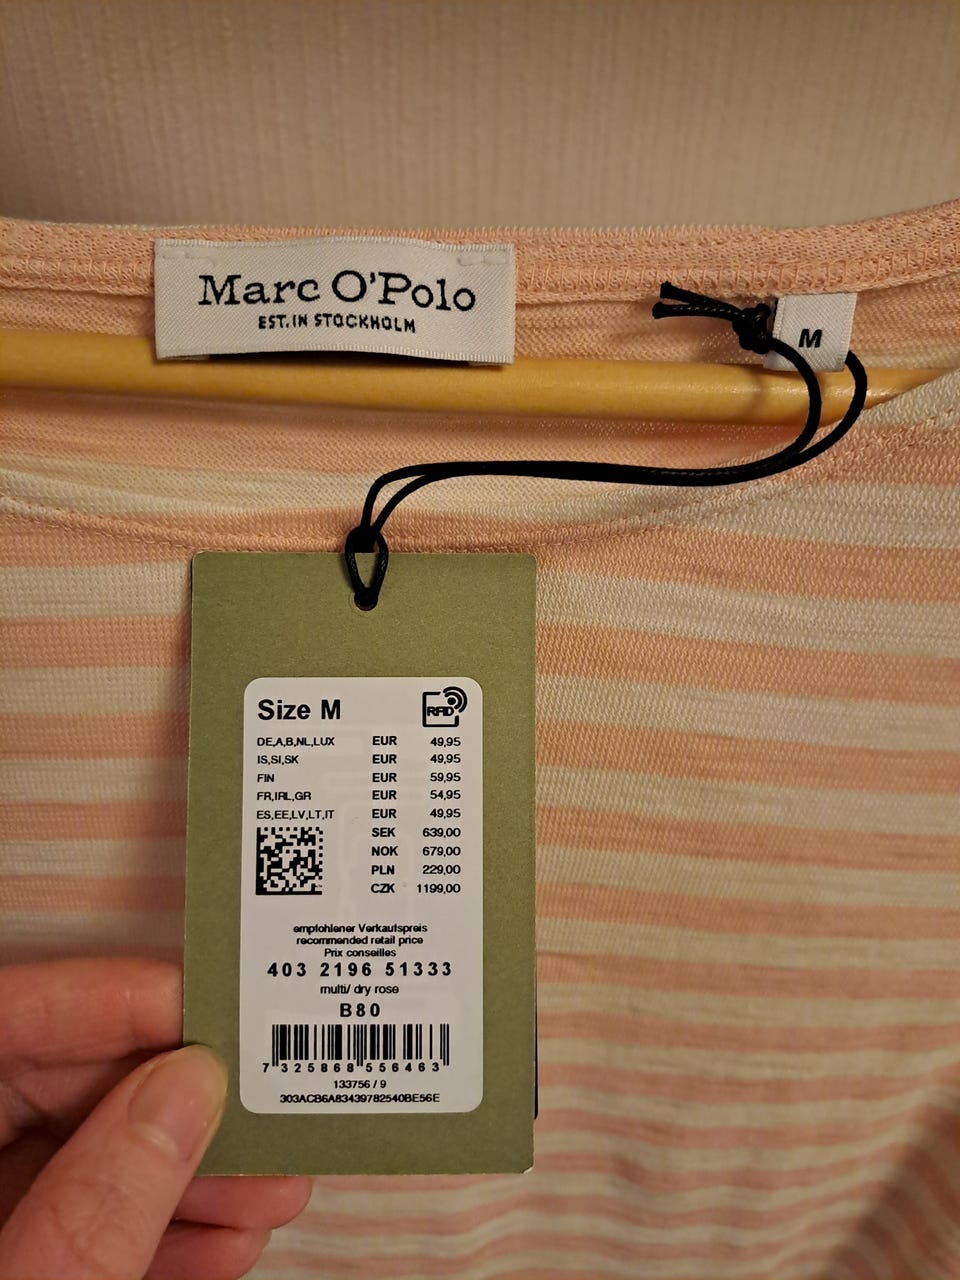 Marc O'Polo
EST. IN STOCKHOLM
M
Size M
RFID
DE,A,B,NL,LUX EUR 49,95
IS,SI,SK EUR 49,95
FIN EUR 59,95
FR,IRL,GR EUR 54,95
ES,EE,LV,LT,IT EUR 49,95
SEK 639,00
NOK 679,00
PLN 229,00
CZK 1199,00
empfohlener Verkaufspreis
recommended retail price
Prix conseilles
403 2196 51333
multi/ dry rose
B80
7 325868 556463
133756 / 9
303ACB6A83439782540BE56E